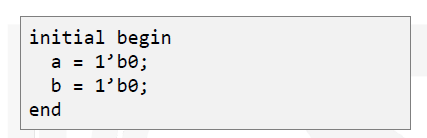 initial begin
  a = 1’b0;
  b = 1’b0;
end